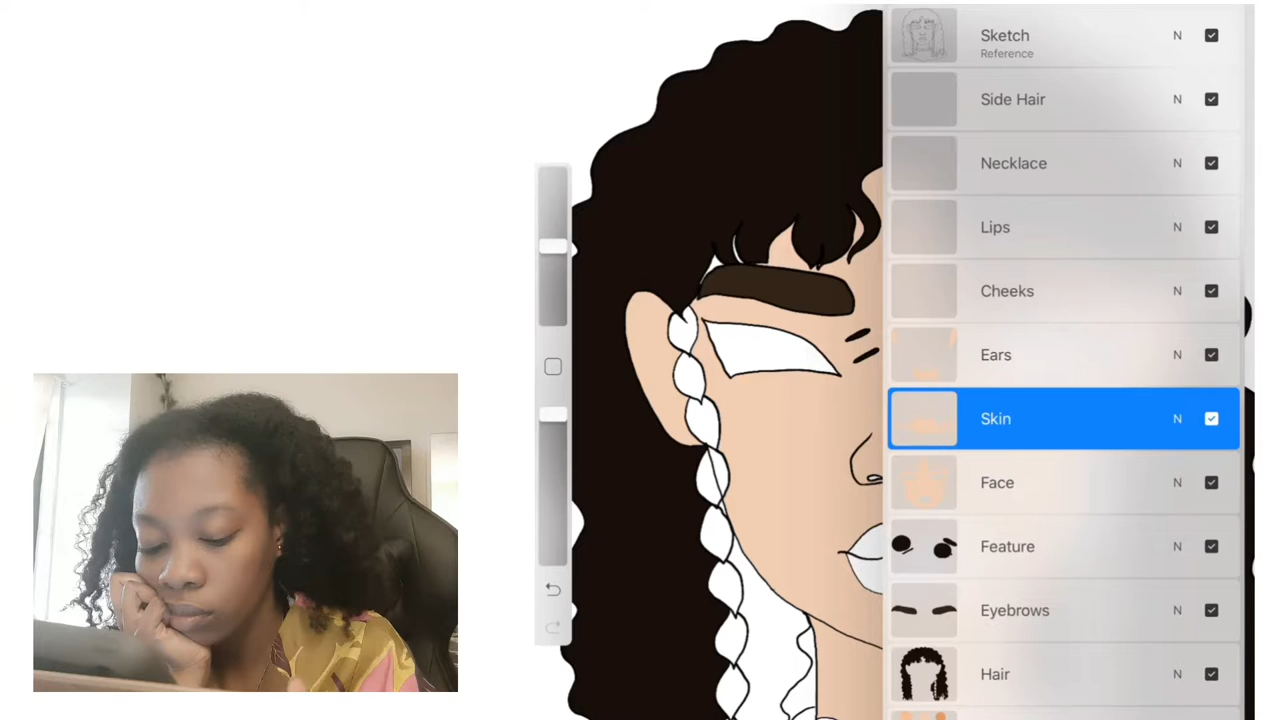 Sketch N
Reference
Side Hair N
Necklace N
Lips N
Cheeks N
Ears N
Skin N
Face N
Feature N
Eyebrows N
Hair N